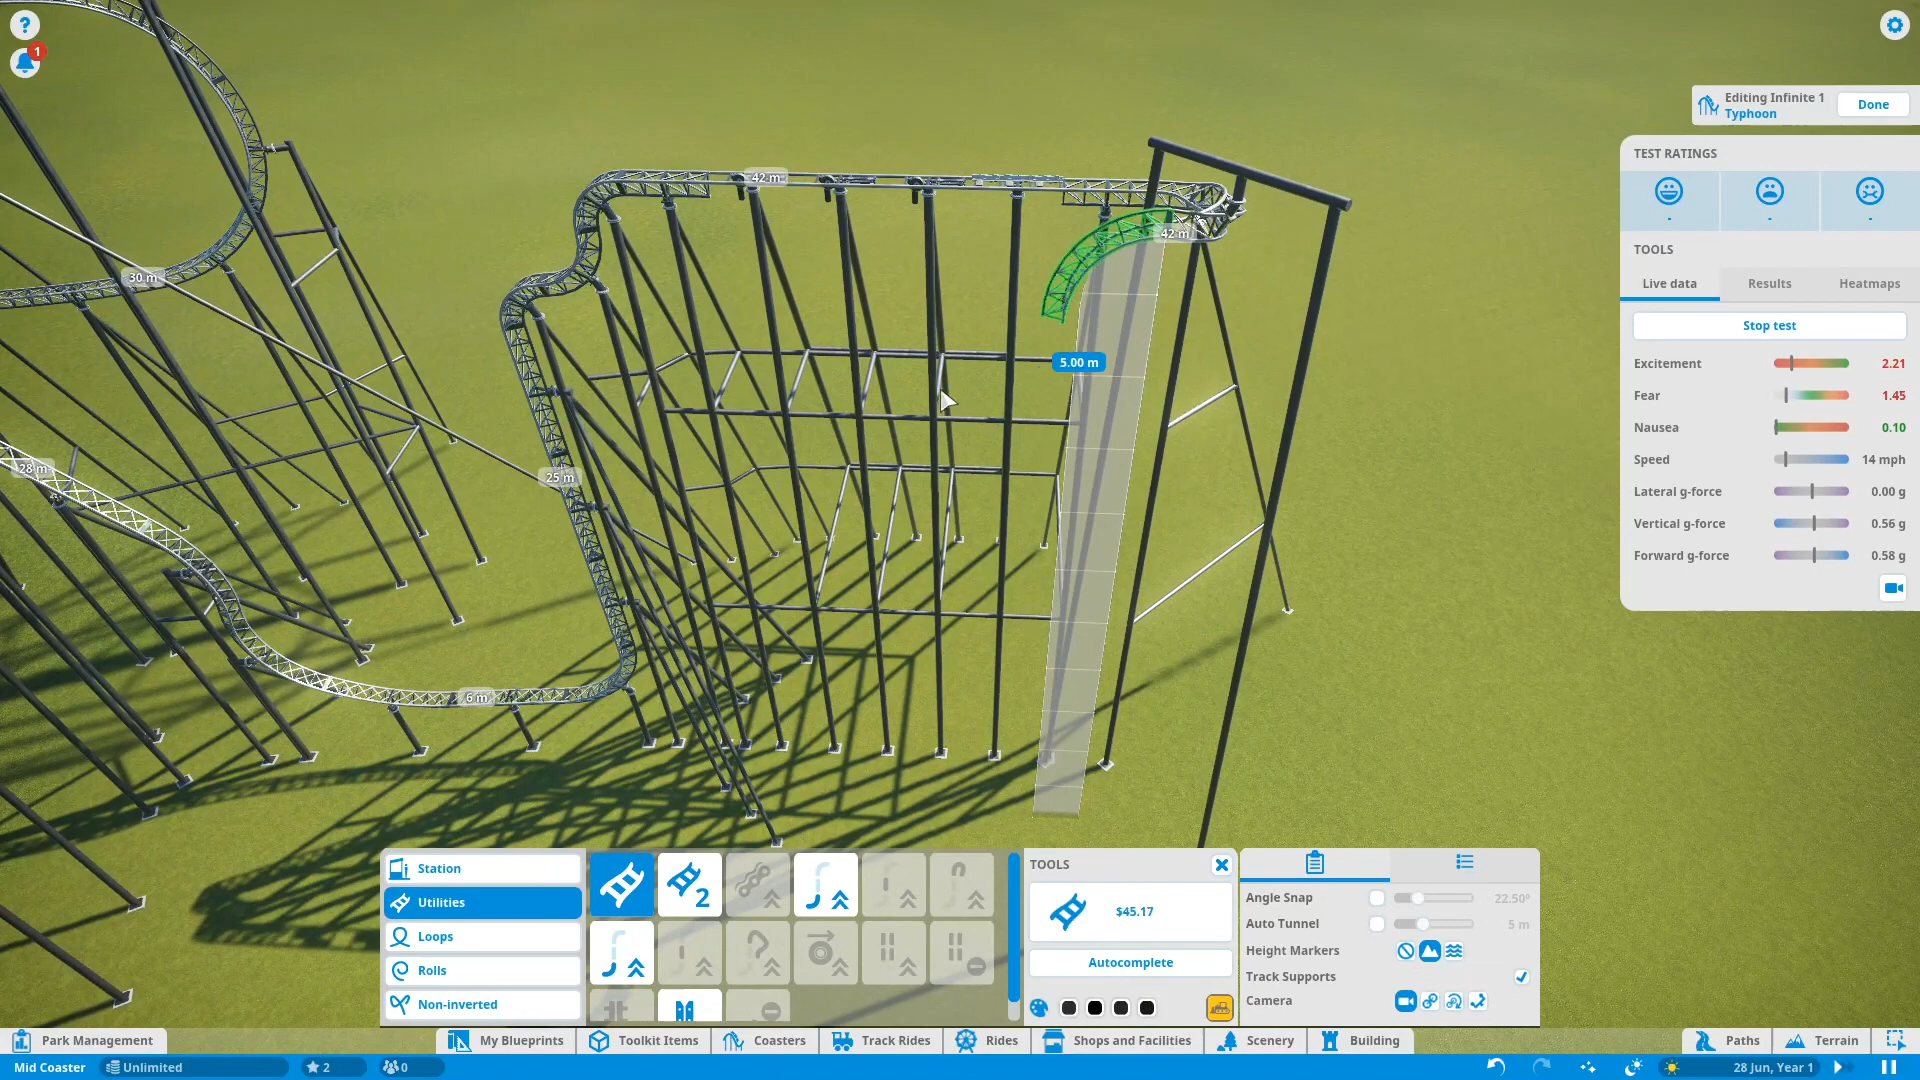 ?
1
Editing Infinite 1
Typhoon
Done
TEST RATINGS
-
-
-
TOOLS
Live data
Results
Heatmaps
Stop test
Excitement
2.21
Fear
1.45
Nausea
0.10
Speed
14 mph
Lateral g-force
0.00 g
Vertical g-force
0.56 g
Forward g-force
0.58 g
42 m
42 m
30 m
5.00 m
28 m
25 m
6 m
Station
Utilities
Loops
Rolls
Non-inverted
2
TOOLS
$45.17
Autocomplete
Angle Snap
22.50°
Auto Tunnel
5 m
Height Markers
Track Supports
Camera
Park Management
My Blueprints
Toolkit Items
Coasters
Track Rides
Rides
Shops and Facilities
Scenery
Building
Paths
Terrain
Mid Coaster
Unlimited
2
0
28 Jun, Year 1